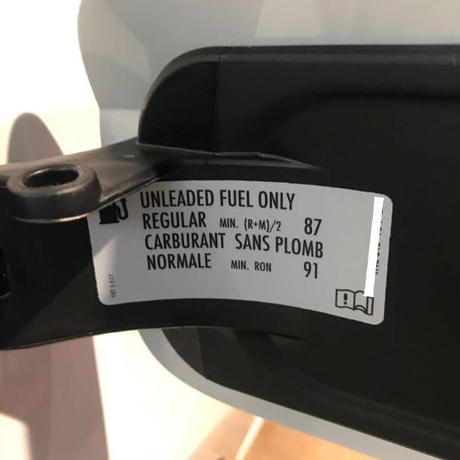 UNLEADED FUEL ONLY
REGULAR MIN. (R+M)/2 87
CARBURANT SANS PLOMB
NORMALE MIN. RON 91